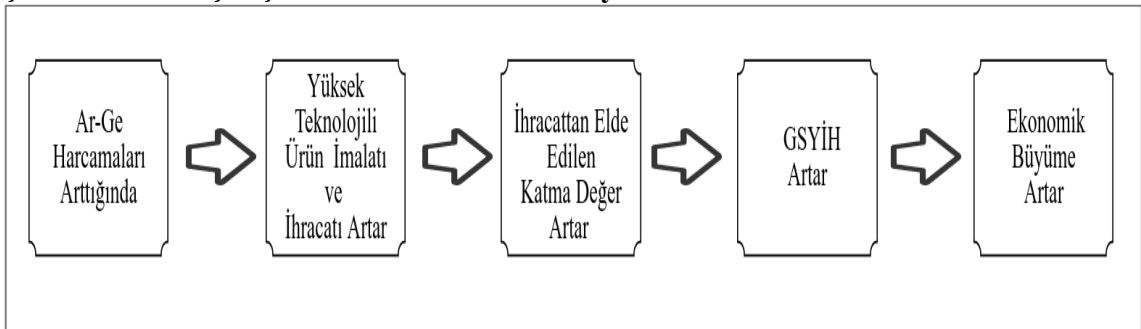 Ar-Ge
Harcamaları
Arttığında
Yüksek
Teknolojili
Ürün İmalatı
ve
İhracatı Artar
İhracattan Elde
Edilen
Katma Değer
Artar
GSYİH
Artar
Ekonomik
Büyüme
Artar